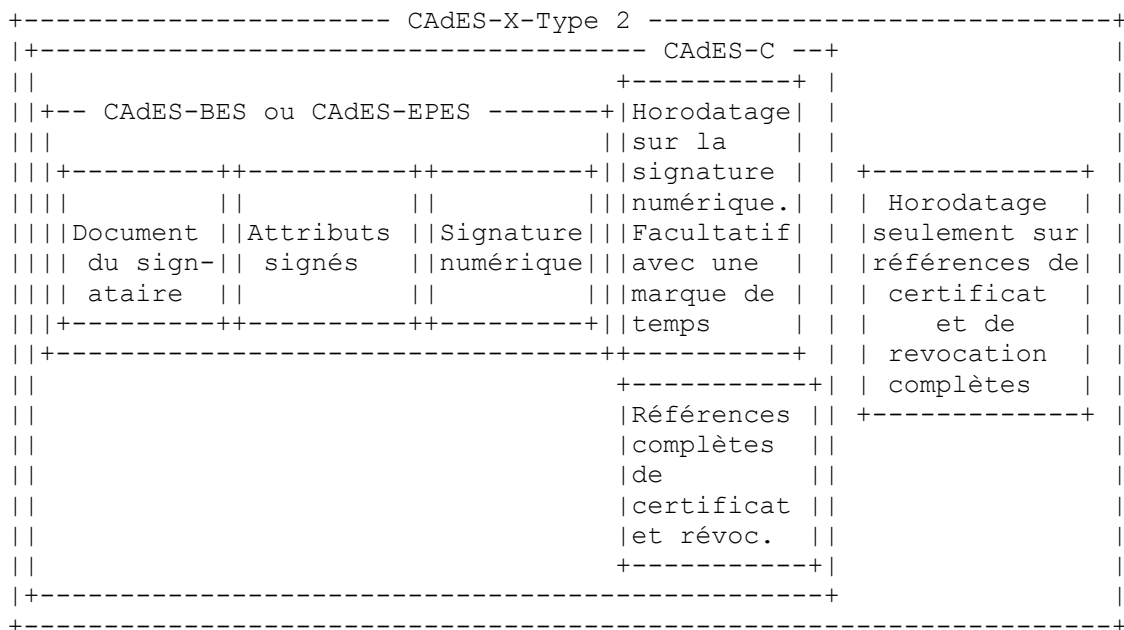 +----------------------- CAdES-X-Type 2 -----------------------------+
|+-------------------------------------- CAdES-C --+                 |
||                                    +----------+ |                 |
||+-- CAdES-BES ou CAdES-EPES -------+|Horodatage| |                 |
|||                                  ||sur la    | |                 |
|||+---------++----------++---------+||signature | | +-------------+ |
||||         ||          ||         |||numérique.| | | Horodatage  | |
||||Document ||Attributs ||Signature|||Facultatif| | |seulement sur| |
|||| du sign-|| signés   ||numérique|||avec une  | | |références de| |
|||| ataire  ||          ||         |||marque de | | | certificat  | |
|||+---------++----------++---------+||temps     | | |    et de    | |
||+----------------------------------++----------+ | | revocation  | |
||                                    +-----------+| | complètes   | |
||                                    |Références || +-------------+ |
||                                    |complètes  ||                 |
||                                    |de         ||                 |
||                                    |certificat ||                 |
||                                    |et révoc.  ||                 |
||                                    +-----------+|                 |
|+-------------------------------------------------+                 |
+--------------------------------------------------------------------+